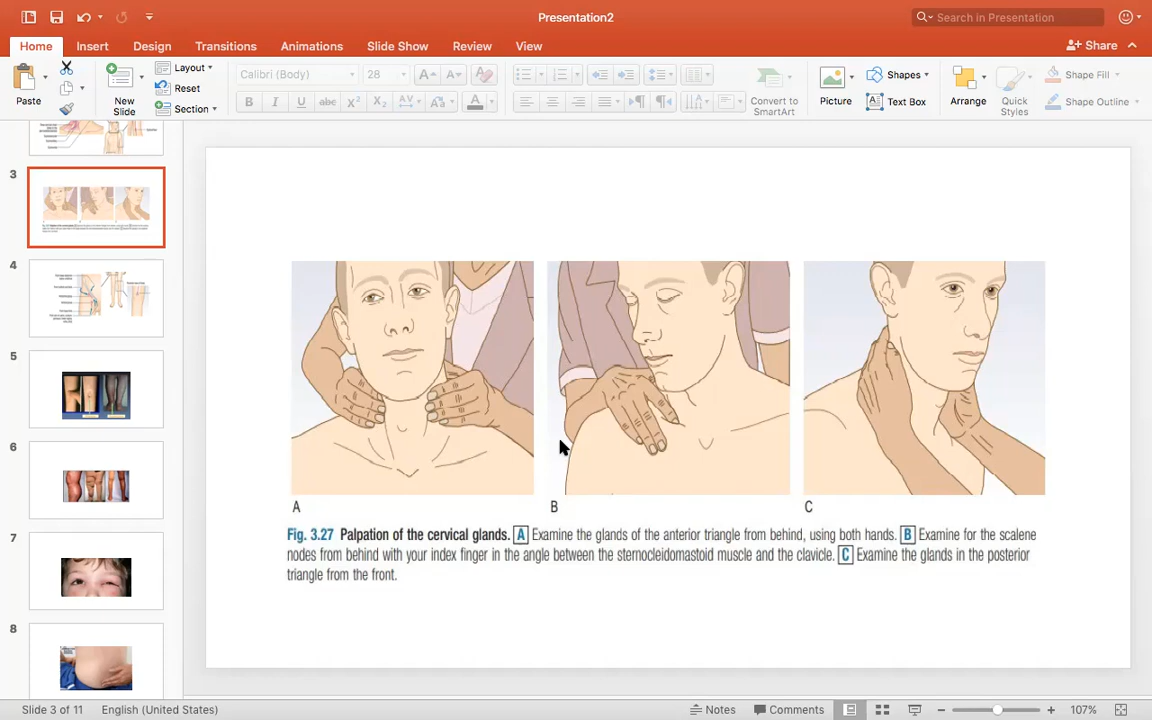 Presentation2
Search in Presentation
Home Insert Design Transitions Animations Slide Show Review View
Share
Paste
New
Slide
Layout
Reset
Section
Calibri (Body) 28
B I U abc X² X₂ AV Aa A
Convert to
SmartArt
Picture
Shapes
Text Box
Arrange
Quick
Styles
Shape Fill
Shape Outline
3
4
5
6
7
8
A B C
Fig. 3.27 Palpation of the cervical glands. A Examine the glands of the anterior triangle from behind, using both hands. B Examine for the scalene
nodes from behind with your index finger in the angle between the sternocleidomastoid muscle and the clavicle. C Examine the glands in the posterior
triangle from the front.
Slide 3 of 11 English (United States)
Notes Comments 107%